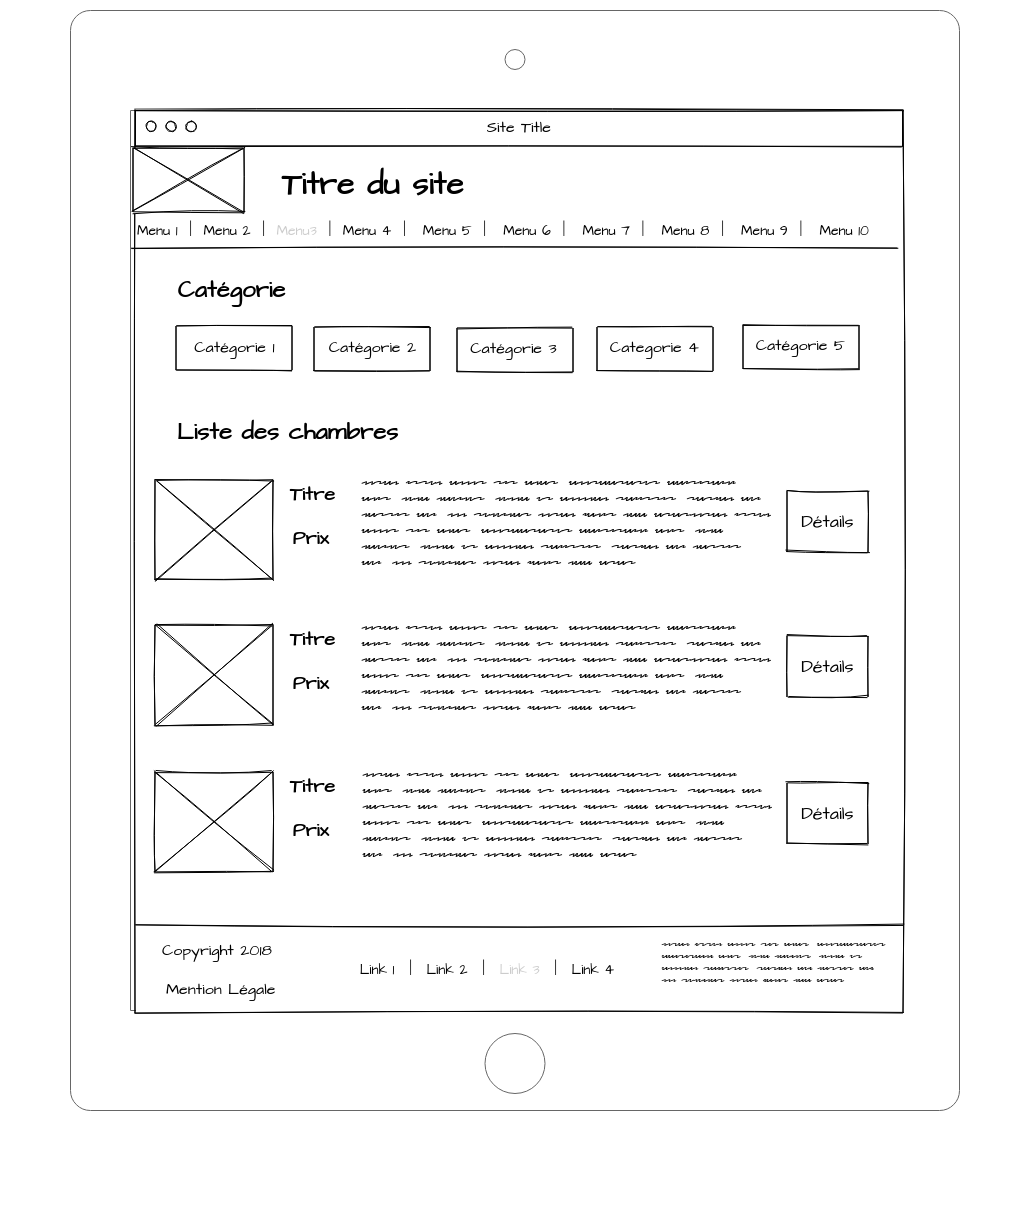 Site Title
Titre du site
Menu 1 Menu 2 Menu3 Menu 4 Menu 5 Menu 6 Menu 7 Menu 8 Menu 9 Menu 10
Catégorie
Catégorie 1 Catégorie 2 Catégorie 3 Categorie 4 Catégorie 5
Liste des chambres
Titre
Prix
Détails
Titre
Prix
Détails
Titre
Prix
Détails
Copyright 2018
Link 1 Link 2 Link 3 Link 4
Mention Légale